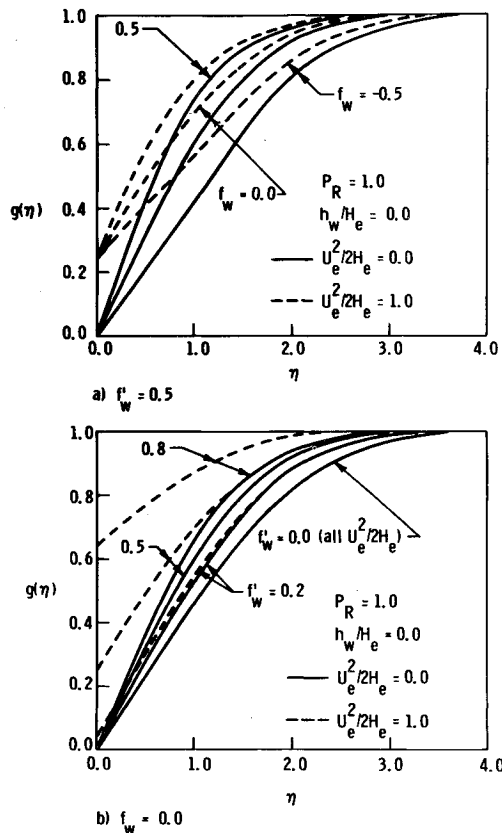 1.0
0.5
0.8
f_w = -0.5
0.6
P_R = 1.0
g(η)
f_w = 0.0
h_w/H_e = 0.0
0.4
U_e^2/2H_e = 0.0
0.2
U_e^2/2H_e = 1.0
0.0
0.0 1.0 2.0 3.0 4.0
η
a) f'_w = 0.5
1.0
0.8
0.8
0.6
f'_w = 0.0 (all U_e^2/2H_e)
0.5
g(η)
f'_w = 0.2
P_R = 1.0
0.4
h_w/H_e = 0.0
U_e^2/2H_e = 0.0
0.2
U_e^2/2H_e = 1.0
0.0
0.0 1.0 2.0 3.0 4.0
η
b) f_w = 0.0